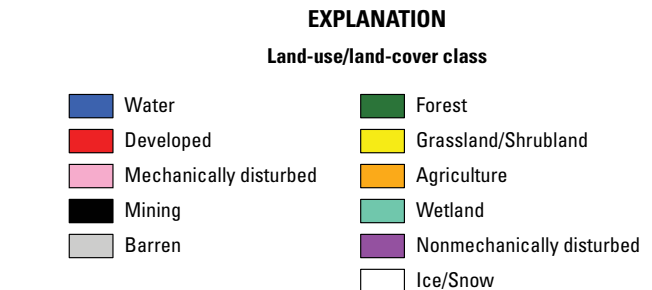 EXPLANATION
Land-use/land-cover class
Water
Developed
Mechanically disturbed
Mining
Barren
Forest
Grassland/Shrubland
Agriculture
Wetland
Nonmechanically disturbed
Ice/Snow